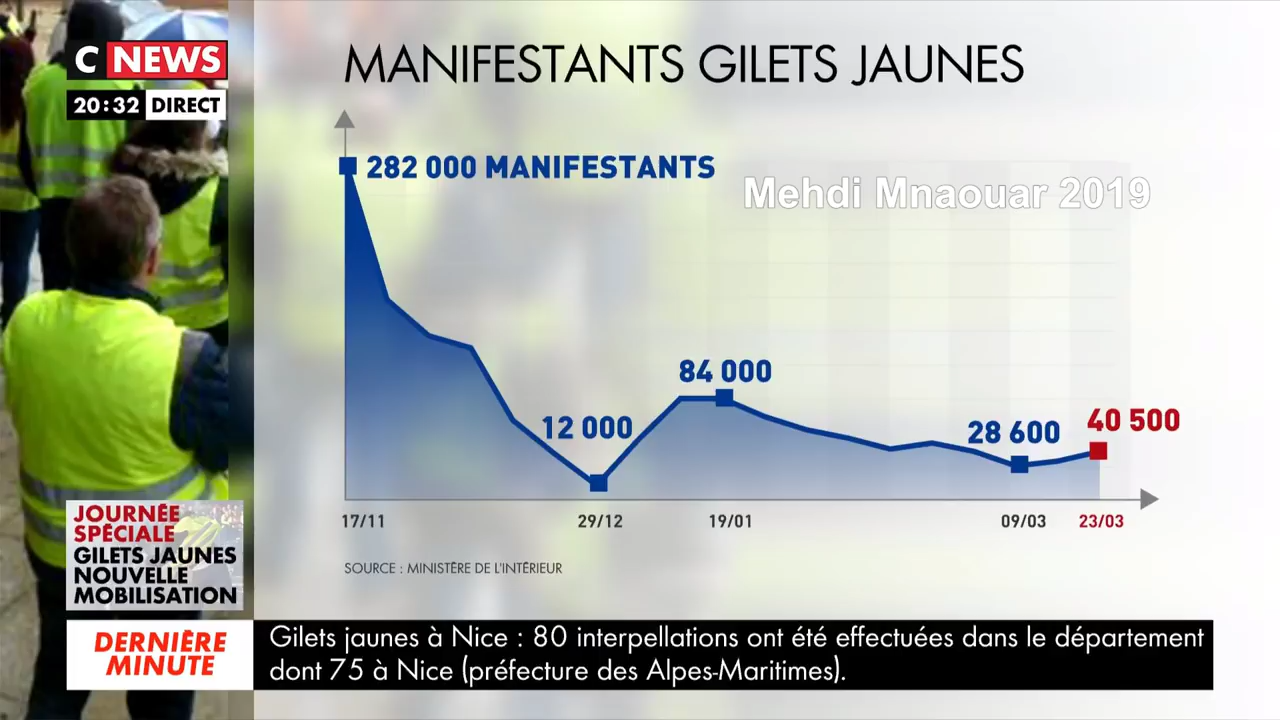 C NEWS
20:32 DIRECT
MANIFESTANTS GILETS JAUNES
282 000 MANIFESTANTS
Mehdi Mnaouar 2019
84 000
12 000
28 600
40 500
17/11 29/12 19/01 09/03 23/03
SOURCE : MINISTÈRE DE L'INTÉRIEUR
JOURNÉE
SPÉCIALE
GILETS JAUNES
NOUVELLE
MOBILISATION
DERNIÈRE
MINUTE
Gilets jaunes à Nice : 80 interpellations ont été effectuées dans le département
dont 75 à Nice (préfecture des Alpes-Maritimes).